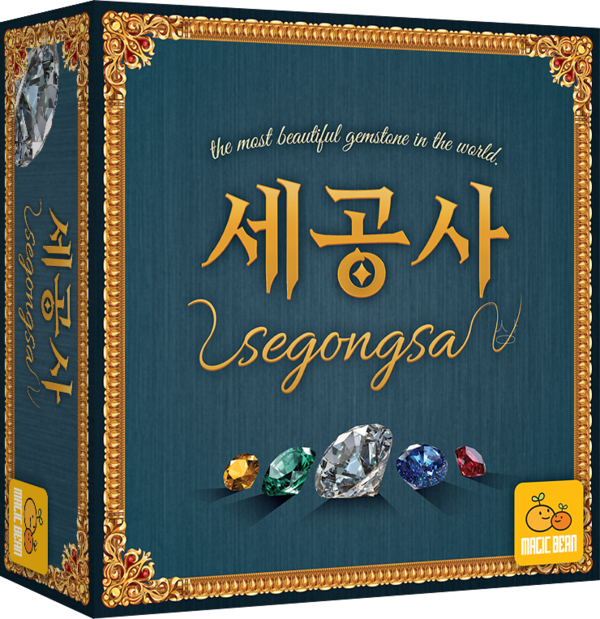 the most beautiful gemstone in the world.
세공사
segongsa
MAGIC BEAN
세공사
segongsa
MAGIC BEAN